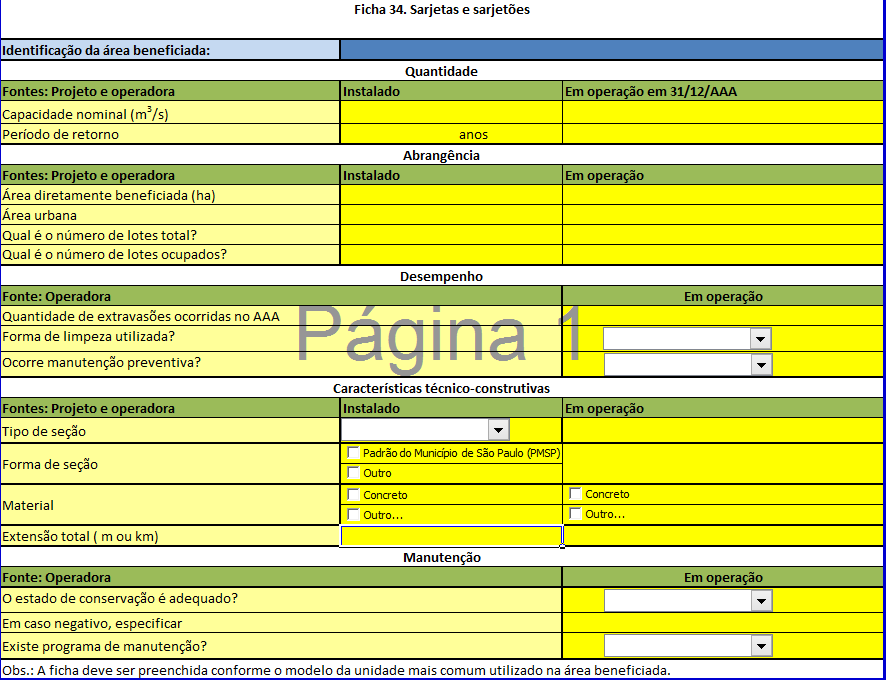 Ficha 34. Sarjetas e sarjetões
Identificação da área beneficiada:
Quantidade
Fontes: Projeto e operadora Instalado Em operação em 31/12/AAA
Capacidade nominal (m³/s)
Período de retorno anos
Abrangência
Fontes: Projeto e operadora Instalado Em operação
Área diretamente beneficiada (ha)
Área urbana
Qual é o número de lotes total?
Qual é o número de lotes ocupados?
Desempenho
Fonte: Operadora Em operação
Quantidade de extravasões ocorridas no AAA
Página 1
Forma de limpeza utilizada?
Ocorre manutenção preventiva?
Características técnico-construtivas
Fontes: Projeto e operadora Instalado Em operação
Tipo de seção
Forma de seção
Padrão do Município de São Paulo (PMSP)
Outro
Material
Concreto Concreto
Outro... Outro...
Extensão total ( m ou km)
Manutenção
Fonte: Operadora Em operação
O estado de conservação é adequado?
Em caso negativo, especificar
Existe programa de manutenção?
Obs.: A ficha deve ser preenchida conforme o modelo da unidade mais comum utilizado na área beneficiada.